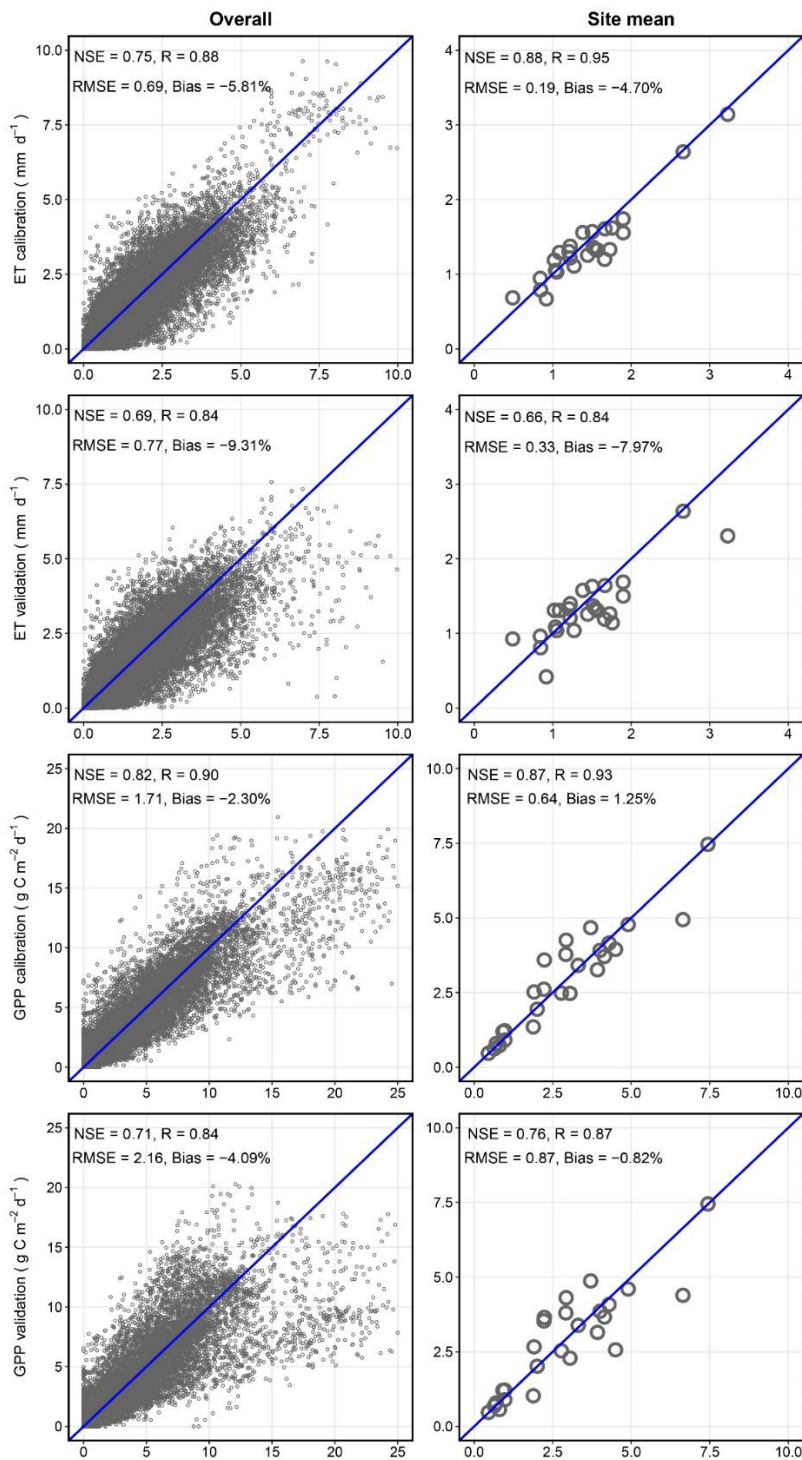 Overall
Site mean
NSE = 0.75, R = 0.88
RMSE = 0.69, Bias = −5.81%
ET calibration ( mm d⁻¹)
10.0
7.5
5.0
2.5
0.0
0.0 2.5 5.0 7.5 10.0
NSE = 0.88, R = 0.95
RMSE = 0.19, Bias = −4.70%
4
3
2
1
0
0 1 2 3 4
NSE = 0.69, R = 0.84
RMSE = 0.77, Bias = −9.31%
ET validation ( mm d⁻¹)
10.0
7.5
5.0
2.5
0.0
0.0 2.5 5.0 7.5 10.0
NSE = 0.66, R = 0.84
RMSE = 0.33, Bias = −7.97%
4
3
2
1
0
0 1 2 3 4
NSE = 0.82, R = 0.90
RMSE = 1.71, Bias = −2.30%
GPP calibration ( g C m⁻² d⁻¹)
25
20
15
10
5
0
0 5 10 15 20 25
NSE = 0.87, R = 0.93
RMSE = 0.64, Bias = 1.25%
10.0
7.5
5.0
2.5
0.0
0.0 2.5 5.0 7.5 10.0
NSE = 0.71, R = 0.84
RMSE = 2.16, Bias = −4.09%
GPP validation ( g C m⁻² d⁻¹)
25
20
15
10
5
0
0 5 10 15 20 25
NSE = 0.76, R = 0.87
RMSE = 0.87, Bias = −0.82%
10.0
7.5
5.0
2.5
0.0
0.0 2.5 5.0 7.5 10.0